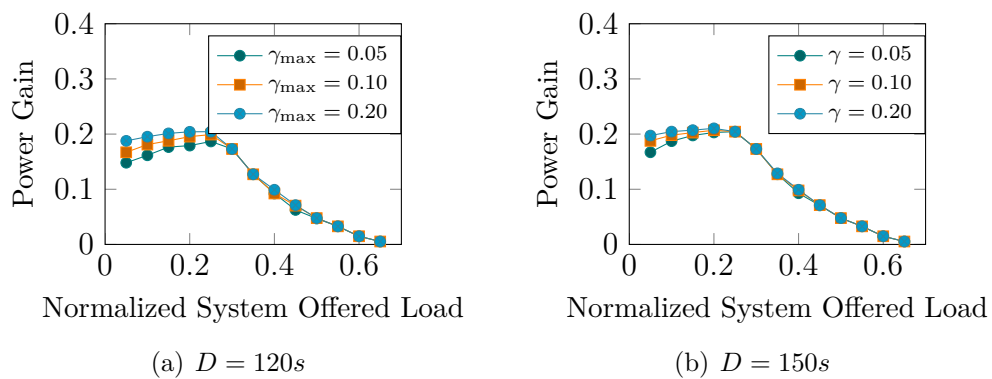 0.4
0.3
0.2
0.1
0
Power Gain
γmax = 0.05
γmax = 0.10
γmax = 0.20
0 0.2 0.4 0.6
Normalized System Offered Load
(a) D = 120s
0.4
0.3
0.2
0.1
0
Power Gain
γ = 0.05
γ = 0.10
γ = 0.20
0 0.2 0.4 0.6
Normalized System Offered Load
(b) D = 150s